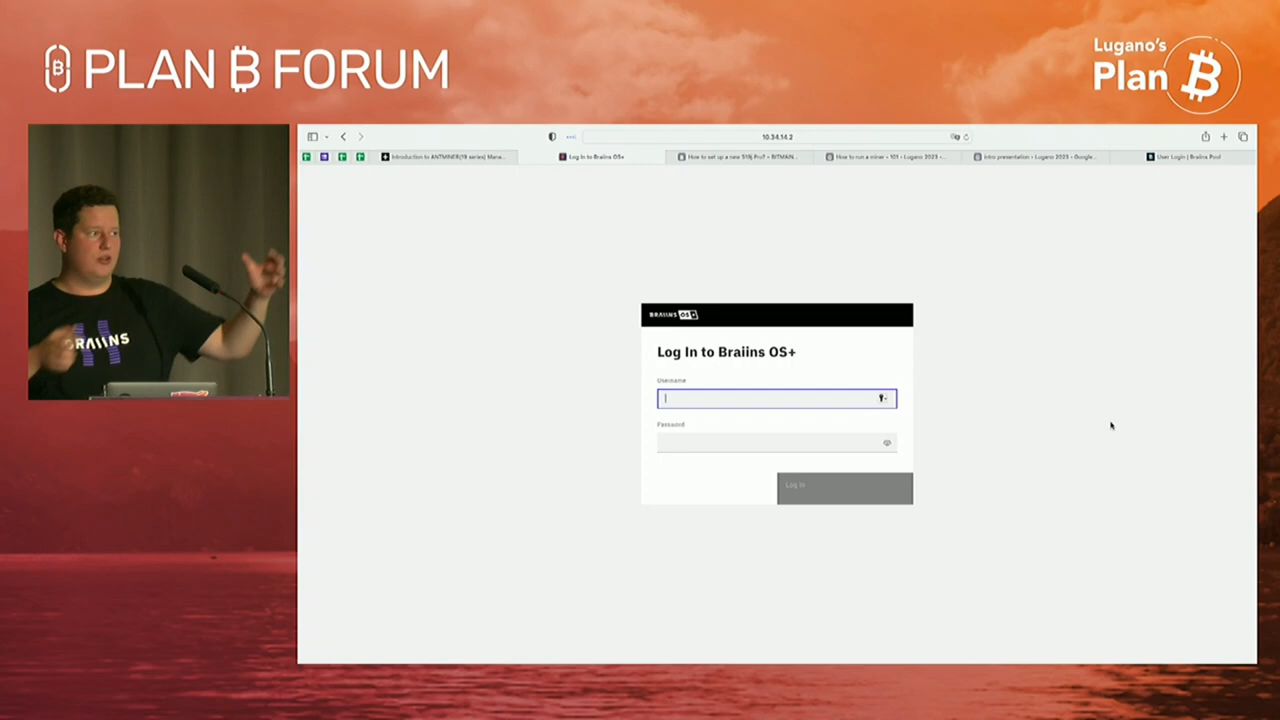 PLAN ₿ FORUM
Lugano's
Plan ₿
10.34.14.2
Introduction to ANTMINER(19 series) Mana...
Log In to Braiins OS+
How to set up a new S19j Pro? - BITMAIN...
How to run a miner - 101 - Lugano 2023 -...
Intro presentation - Lugano 2023 - Google...
User Login | Braiins Pool
BRAIINS OS+
Log In to Braiins OS+
Username
Password
Log In
BRAIINS